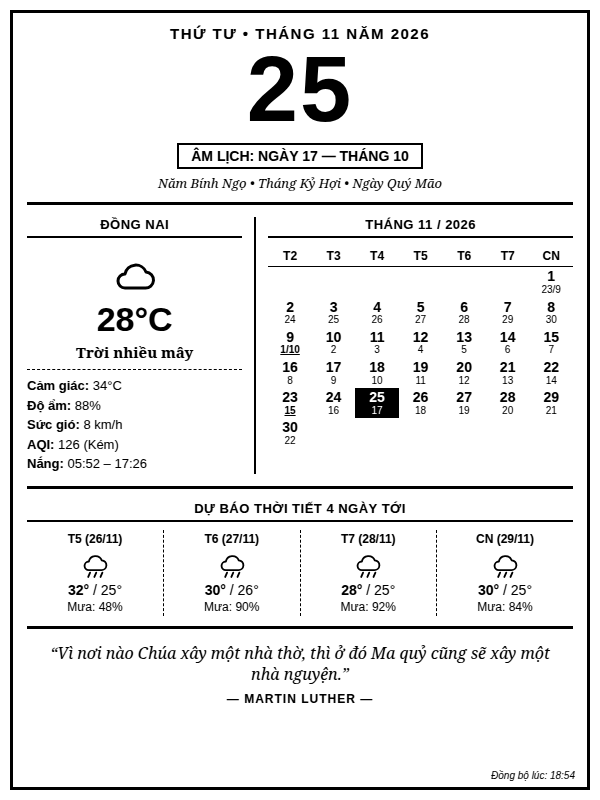 THỨ TƯ • THÁNG 11 NĂM 2026
25
ÂM LỊCH: NGÀY 17 — THÁNG 10
Năm Bính Ngọ • Tháng Kỷ Hợi • Ngày Quý Mão
ĐỒNG NAI
28°C
Trời nhiều mây
Cảm giác: 34°C
Độ ẩm: 88%
Sức gió: 8 km/h
AQI: 126 (Kém)
Nắng: 05:52 – 17:26
THÁNG 11 / 2026
T2 T3 T4 T5 T6 T7 CN
1
23/9
2 3 4 5 6 7 8
24 25 26 27 28 29 30
9 10 11 12 13 14 15
1/10 2 3 4 5 6 7
16 17 18 19 20 21 22
8 9 10 11 12 13 14
23 24 25 26 27 28 29
15 16 17 18 19 20 21
30
22
DỰ BÁO THỜI TIẾT 4 NGÀY TỚI
T5 (26/11) T6 (27/11) T7 (28/11) CN (29/11)
32° / 25° 30° / 26° 28° / 25° 30° / 25°
Mưa: 48% Mưa: 90% Mưa: 92% Mưa: 84%
“Vì nơi nào Chúa xây một nhà thờ, thì ở đó Ma quỷ cũng sẽ xây một
nhà nguyện.”
— MARTIN LUTHER —
Đồng bộ lúc: 18:54